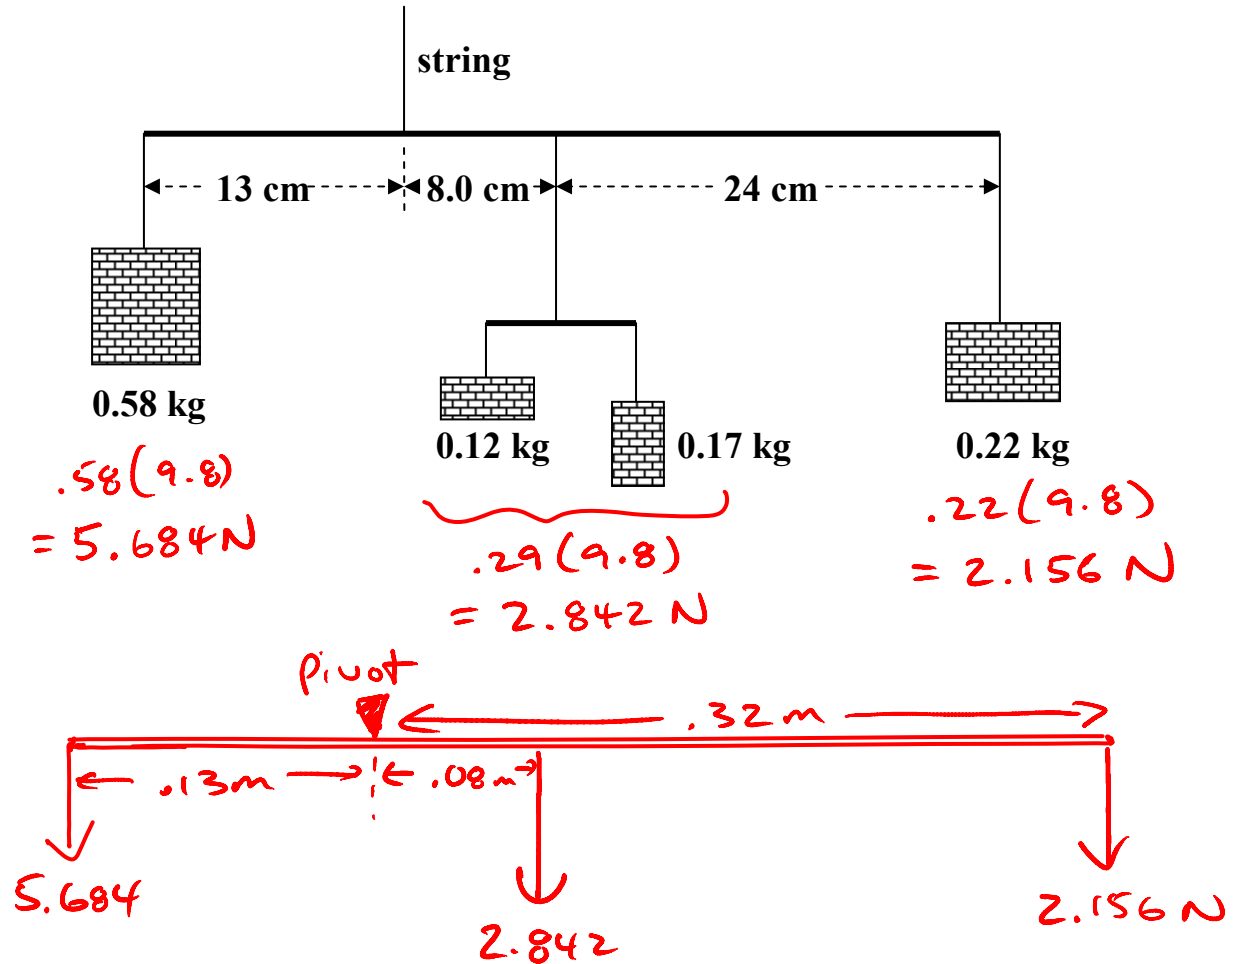 string
13 cm 8.0 cm 24 cm
0.58 kg
0.12 kg 0.17 kg 0.22 kg
.58(9.8)
= 5.684N
.29(9.8)
= 2.842 N
.22(9.8)
= 2.156 N
Pivot
.32m
.13m .08m
5.684
2.842
2.156 N